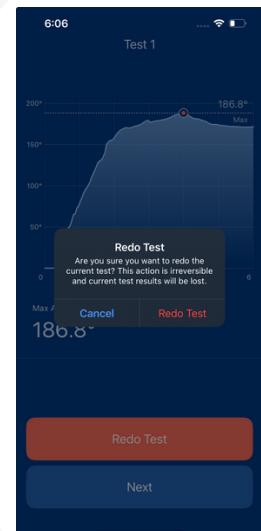 6:06
Test 1
200°
186.8°
Max
150°
100°
50°
Redo Test
Are you sure you want to redo the
current test? This action is irreversible
and current test results will be lost.
0
6
Cancel
Redo Test
Max
186.8°
Redo Test
Next